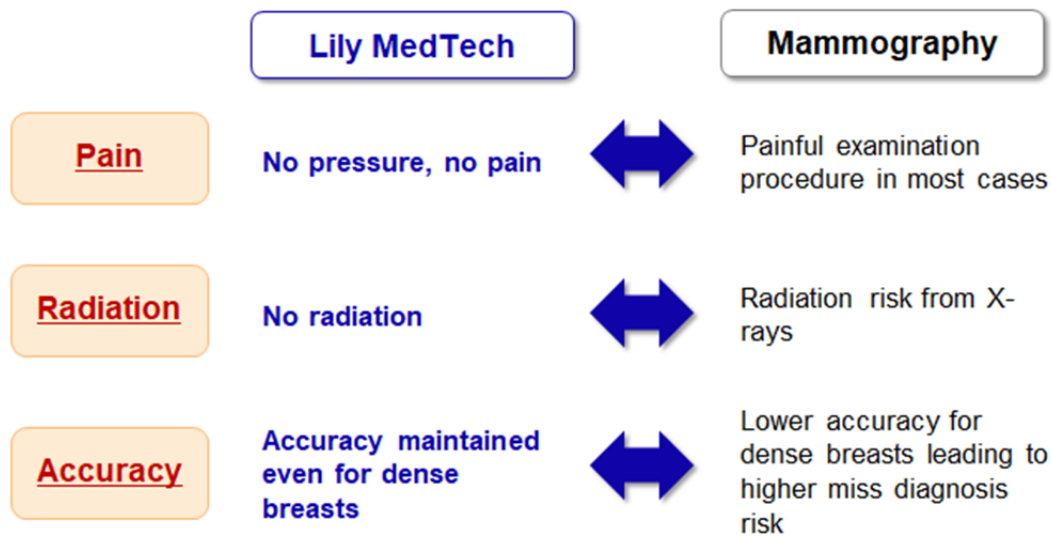 Lily MedTech
Mammography
Pain
No pressure, no pain
Painful examination
procedure in most cases
Radiation
No radiation
Radiation risk from X-
rays
Accuracy
Accuracy maintained
even for dense
breasts
Lower accuracy for
dense breasts leading to
higher miss diagnosis
risk